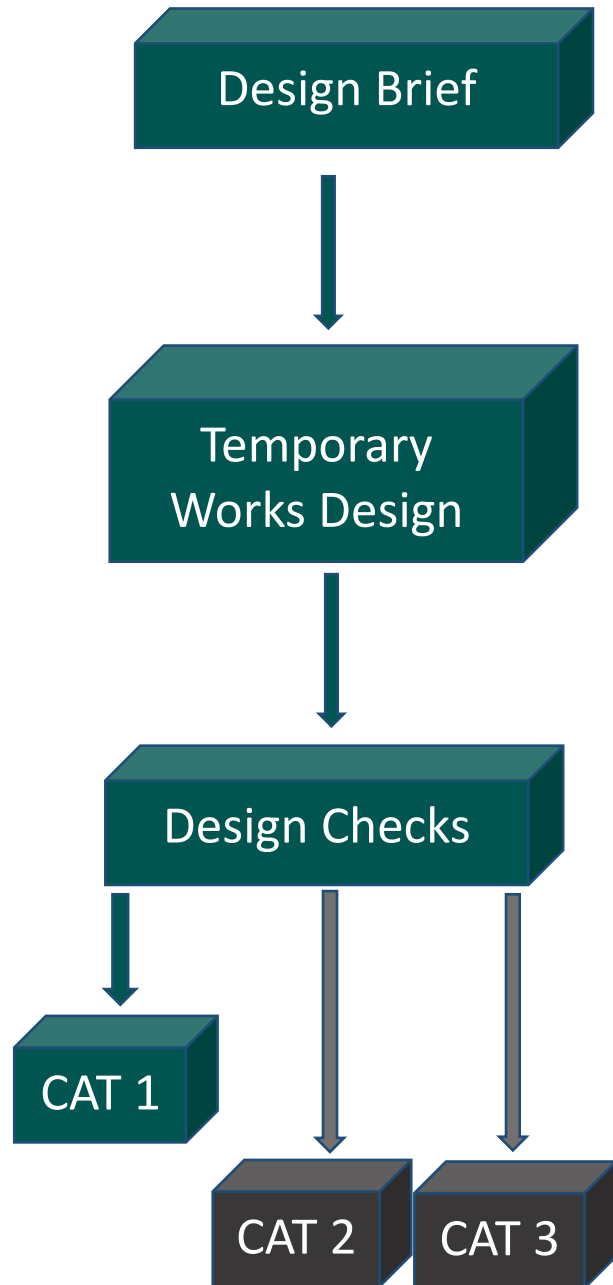 Design Brief
Temporary
Works Design
Design Checks
CAT 1
CAT 2
CAT 3